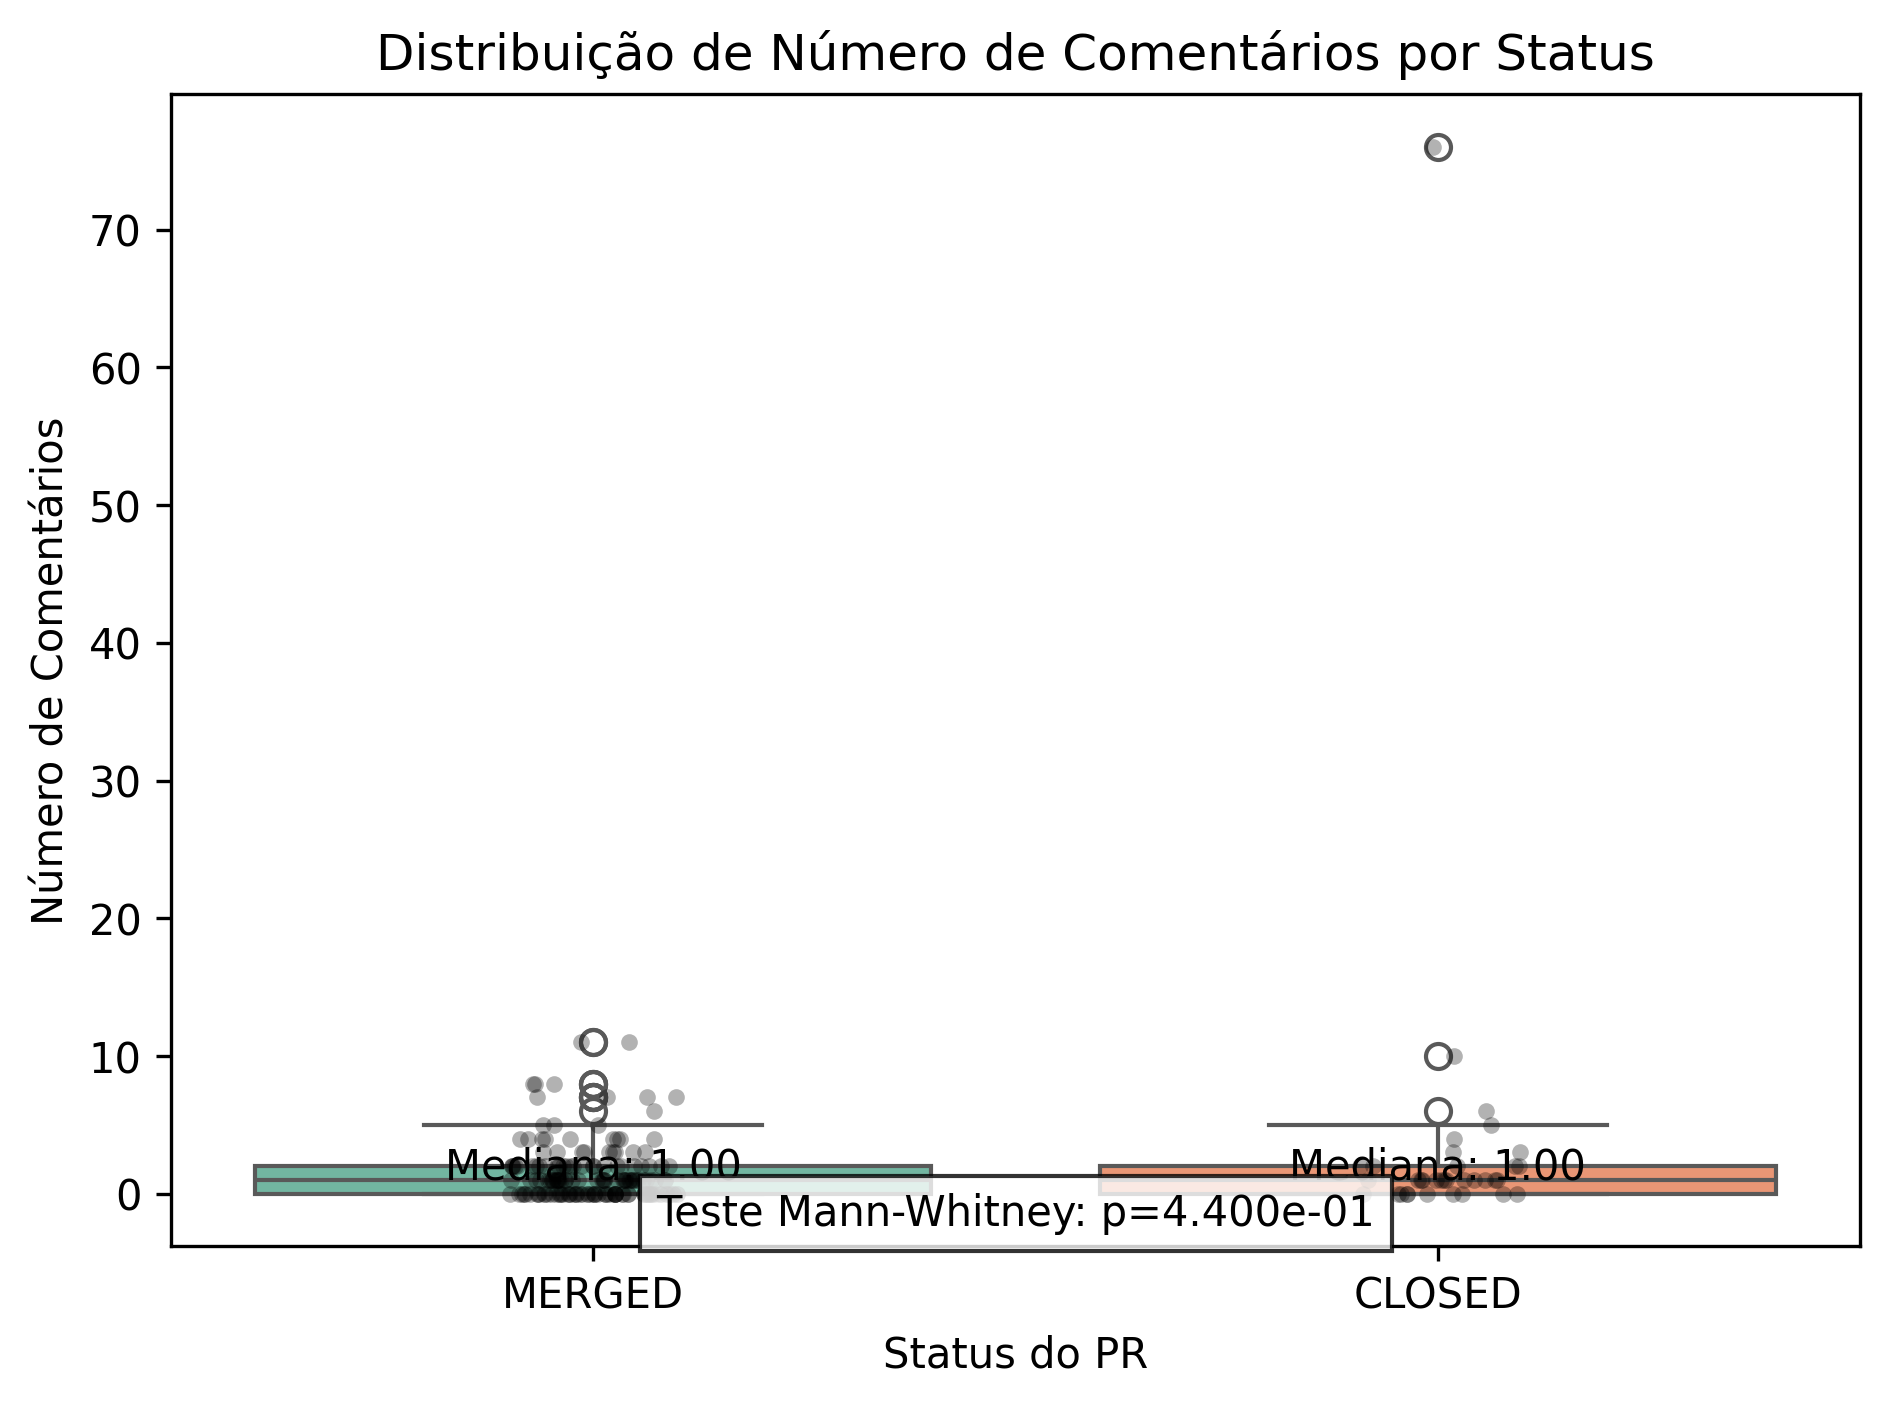 Distribuição de Número de Comentários por Status
Número de Comentários
70
60
50
40
30
20
10
0
Mediana: 1.00
Mediana: 1.00
Teste Mann-Whitney: p=4.400e-01
MERGED
CLOSED
Status do PR